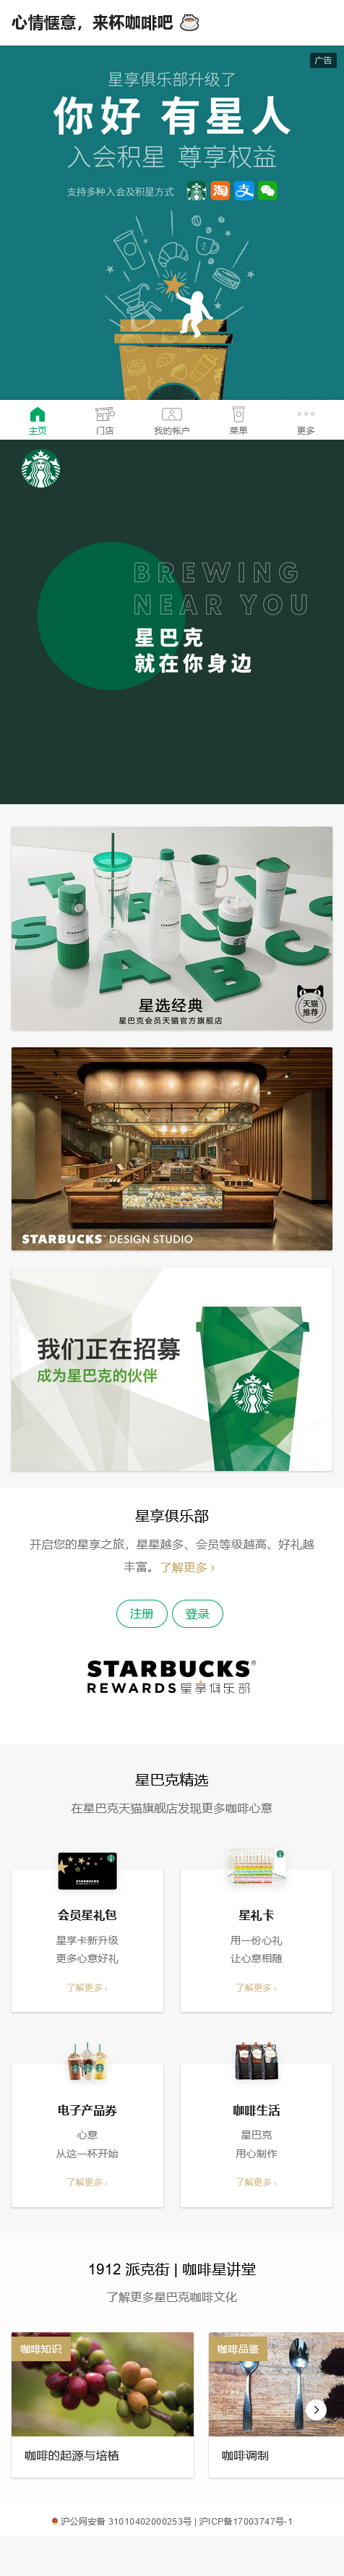 心情惬意，来杯咖啡吧
广告
星享俱乐部升级了
你好 有星人
入会积星 尊享权益
支持多种入会及积星方式
淘
支
主页
门店
我的帐户
菜单
更多
BREWING
NEAR YOU
星巴克
就在你身边
星选经典
星巴克会员天猫官方旗舰店
天猫
推荐
STARBUCKS DESIGN STUDIO
我们正在招募
成为星巴克的伙伴
星享俱乐部
开启您的星享之旅，星星越多、会员等级越高、好礼越
丰富。了解更多 ›
注册
登录
STARBUCKS®
REWARDS 星享俱乐部
星巴克精选
在星巴克天猫旗舰店发现更多咖啡心意
会员星礼包
星享卡新升级
更多心意好礼
了解更多 ›
星礼卡
用一份心礼
让心意相随
了解更多 ›
电子产品券
心意
从这一杯开始
了解更多 ›
咖啡生活
星巴克
用心制作
了解更多 ›
1912 派克街 | 咖啡星讲堂
了解更多星巴克咖啡文化
咖啡知识
咖啡的起源与培植
咖啡品鉴
咖啡调制
沪公网安备 31010402000253号 | 沪ICP备17003747号-1